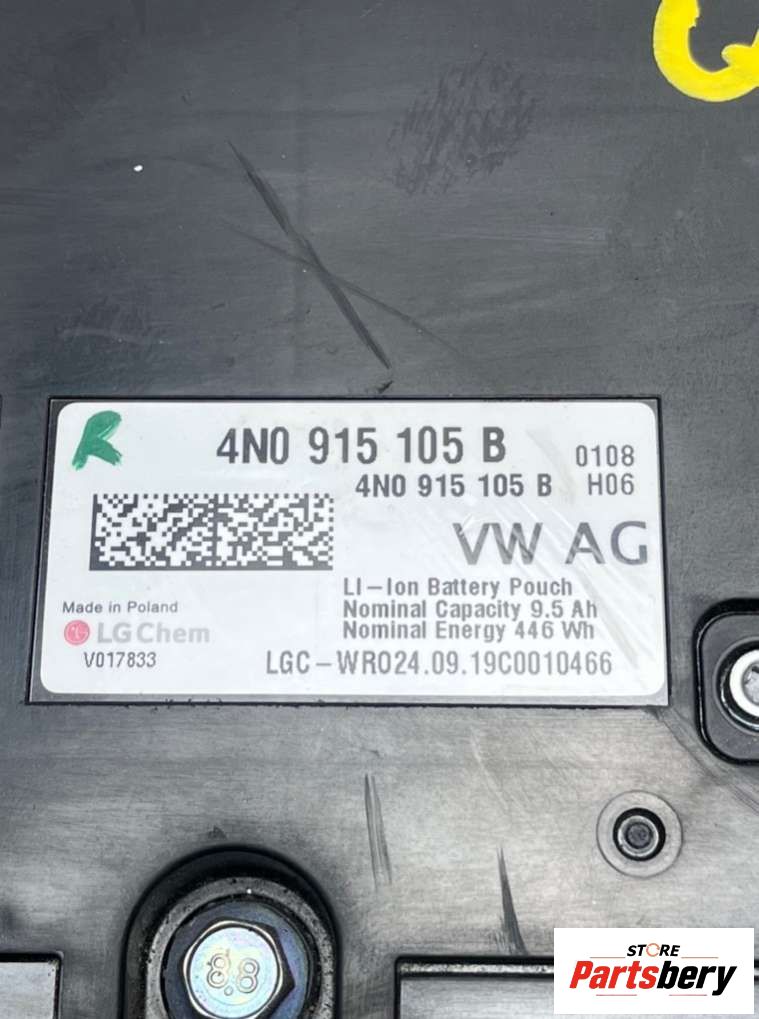 R
4N0 915 105 B
0108
4N0 915 105 B
H06
VW AG
LI-Ion Battery Pouch
Nominal Capacity 9.5 Ah
Nominal Energy 446 Wh
Made in Poland
LG Chem
V017833
LGC-WR024.09.19C0010466
8.8
STORE
Partsbery